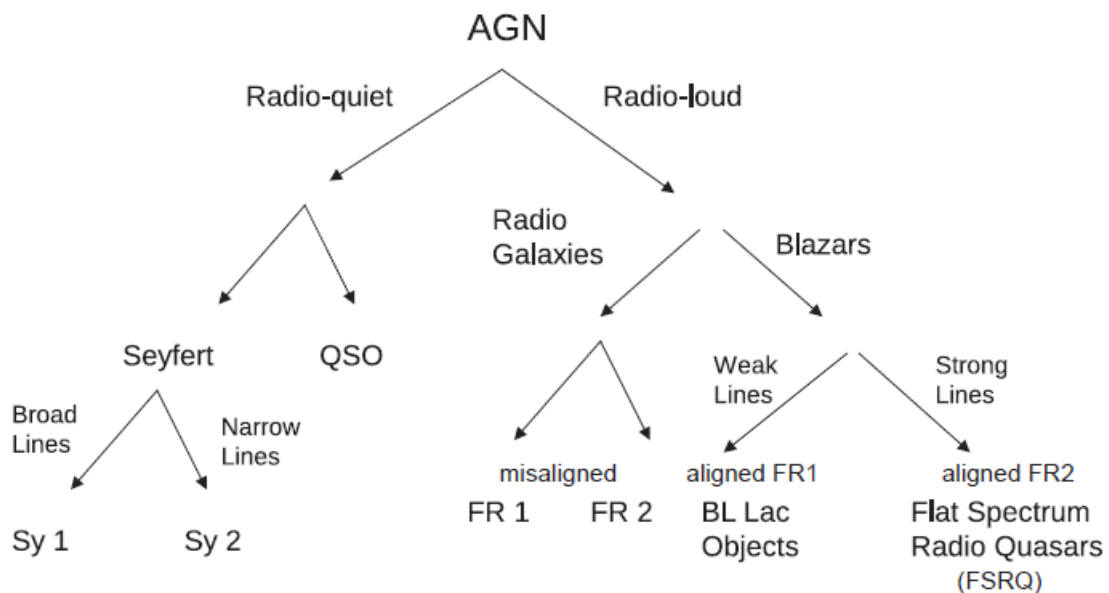 AGN
Radio-quiet
Radio-loud
Radio
Galaxies
Blazars
Seyfert
QSO
Weak
Lines
Strong
Lines
Broad
Lines
Narrow
Lines
misaligned
aligned FR1
aligned FR2
Sy 1
Sy 2
FR 1
FR 2
BL Lac
Objects
Flat Spectrum
Radio Quasars
(FSRQ)